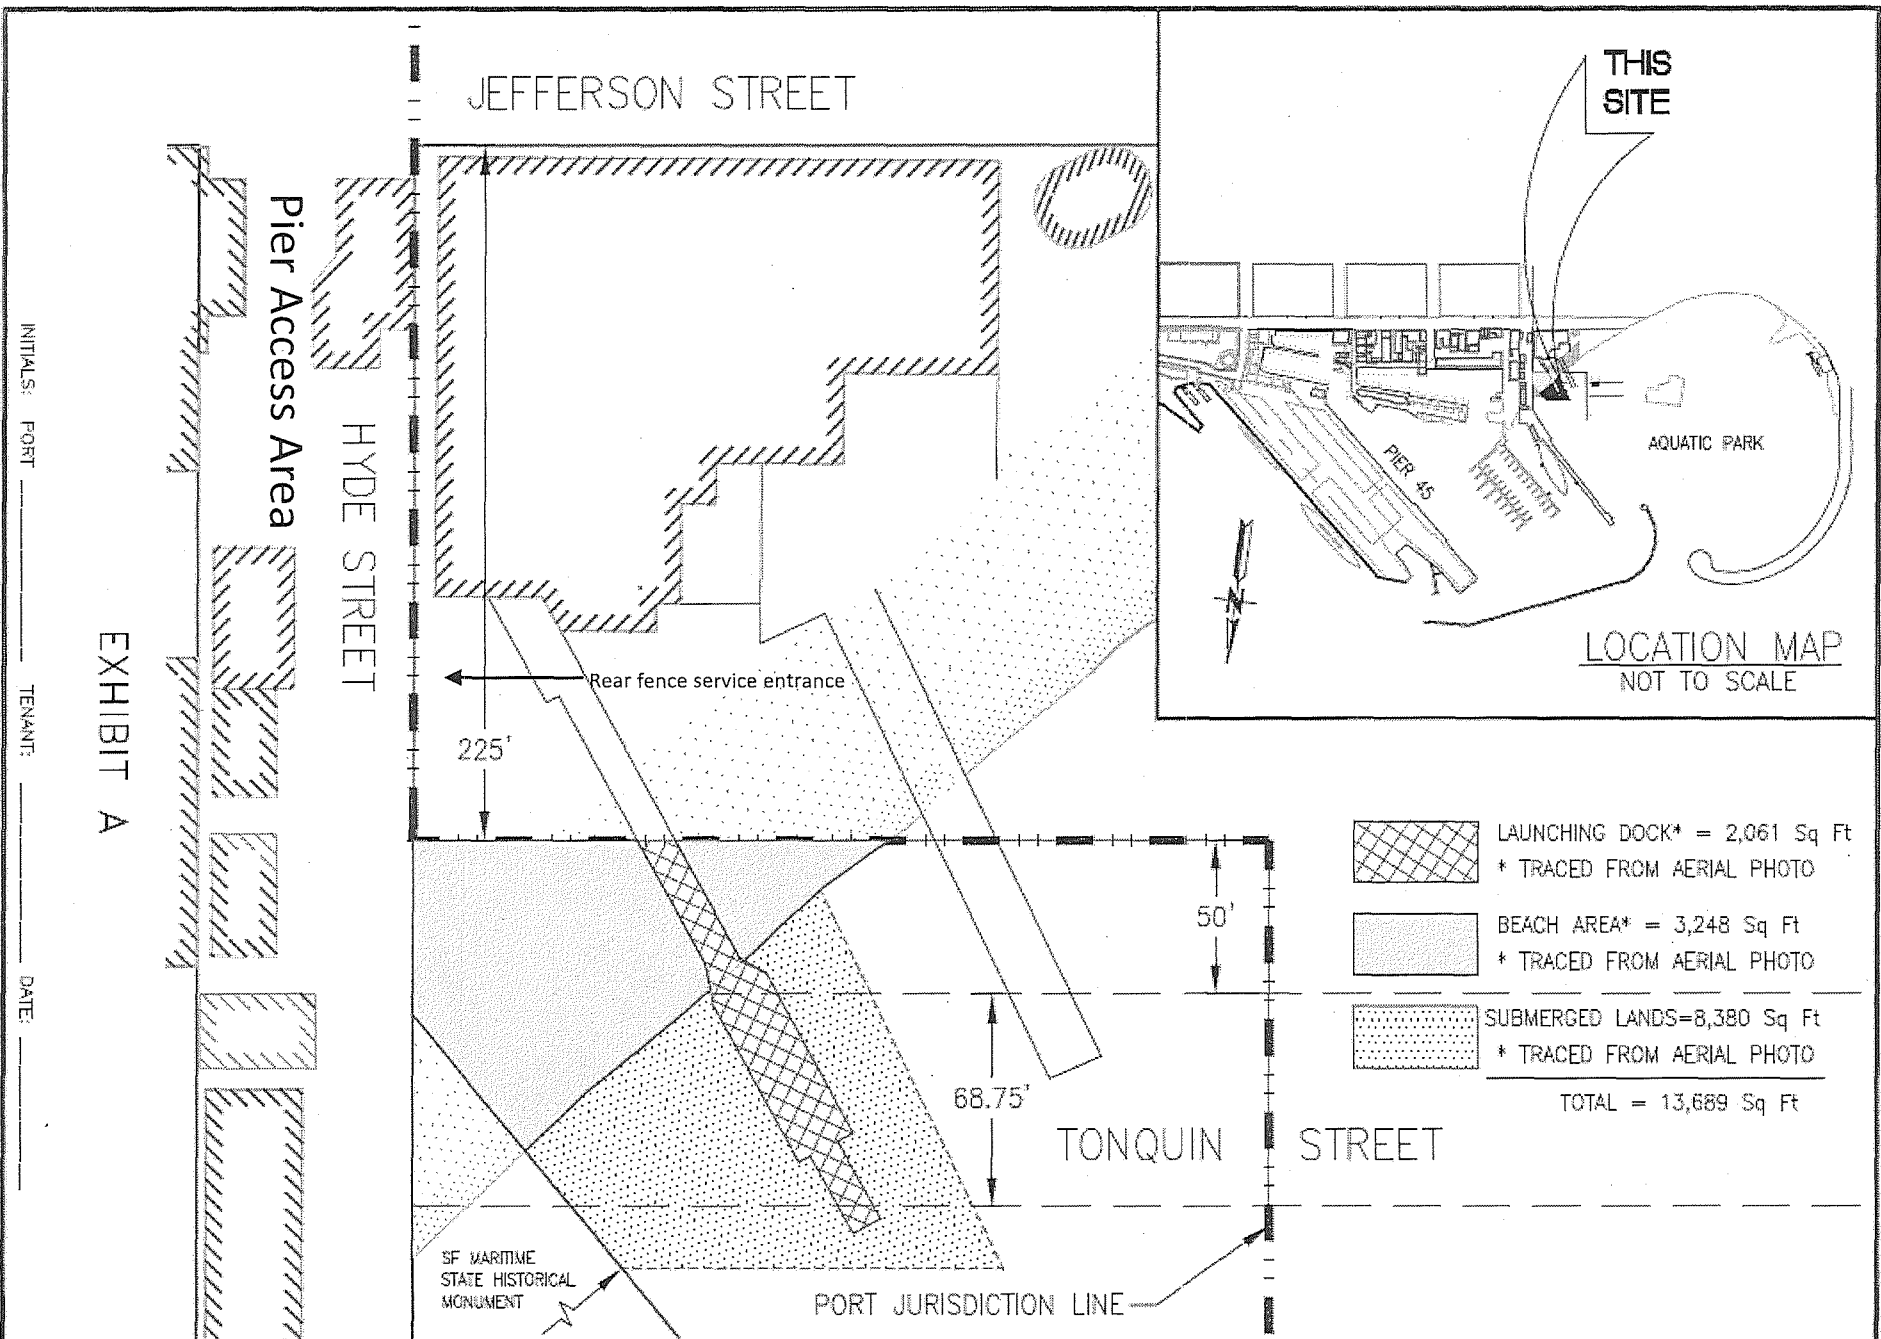 JEFFERSON STREET
THIS
SITE
Pier Access Area
HYDE STREET
PIER 45
AQUATIC PARK
N
LOCATION MAP
NOT TO SCALE
Rear fence service entrance
225'
50'
68.75'
LAUNCHING DOCK* = 2,061 Sq Ft
* TRACED FROM AERIAL PHOTO
BEACH AREA* = 3,248 Sq Ft
* TRACED FROM AERIAL PHOTO
SUBMERGED LANDS=8,380 Sq Ft
* TRACED FROM AERIAL PHOTO
TOTAL = 13,689 Sq Ft
TONQUIN STREET
SF MARITIME
STATE HISTORICAL
MONUMENT
PORT JURISDICTION LINE
EXHIBIT A
INITIALS: PORT TENANT: DATE: